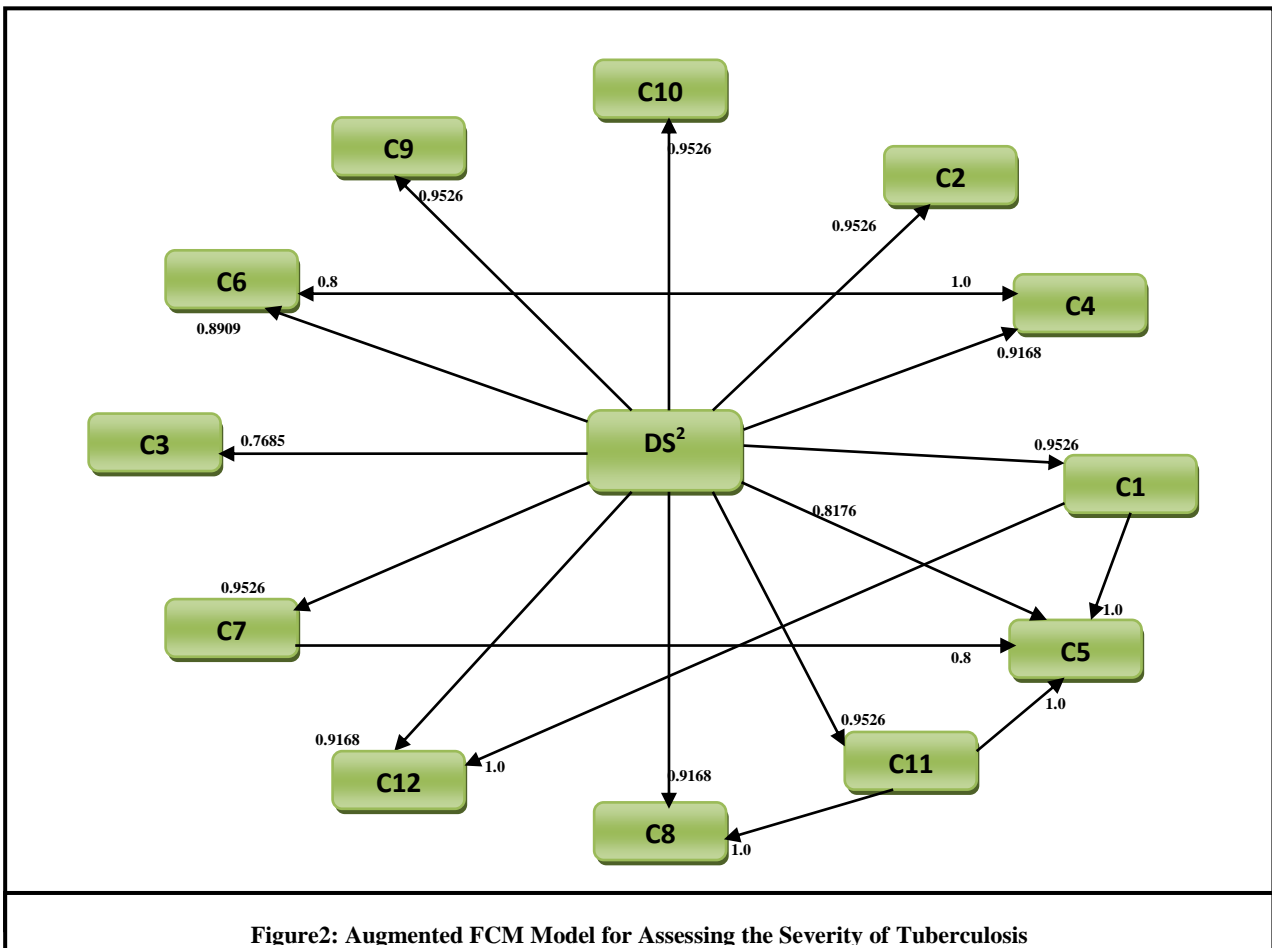 C10
0.9526
C9
0.9526
C2
0.9526
C6
0.8
1.0
C4
0.8909
0.9168
DS²
C3
0.7685
0.9526
C1
0.8176
0.9526
C7
1.0
C5
0.8
1.0
0.9526
0.9168
C12
1.0
C11
0.9168
C8
1.0
Figure2: Augmented FCM Model for Assessing the Severity of Tuberculosis